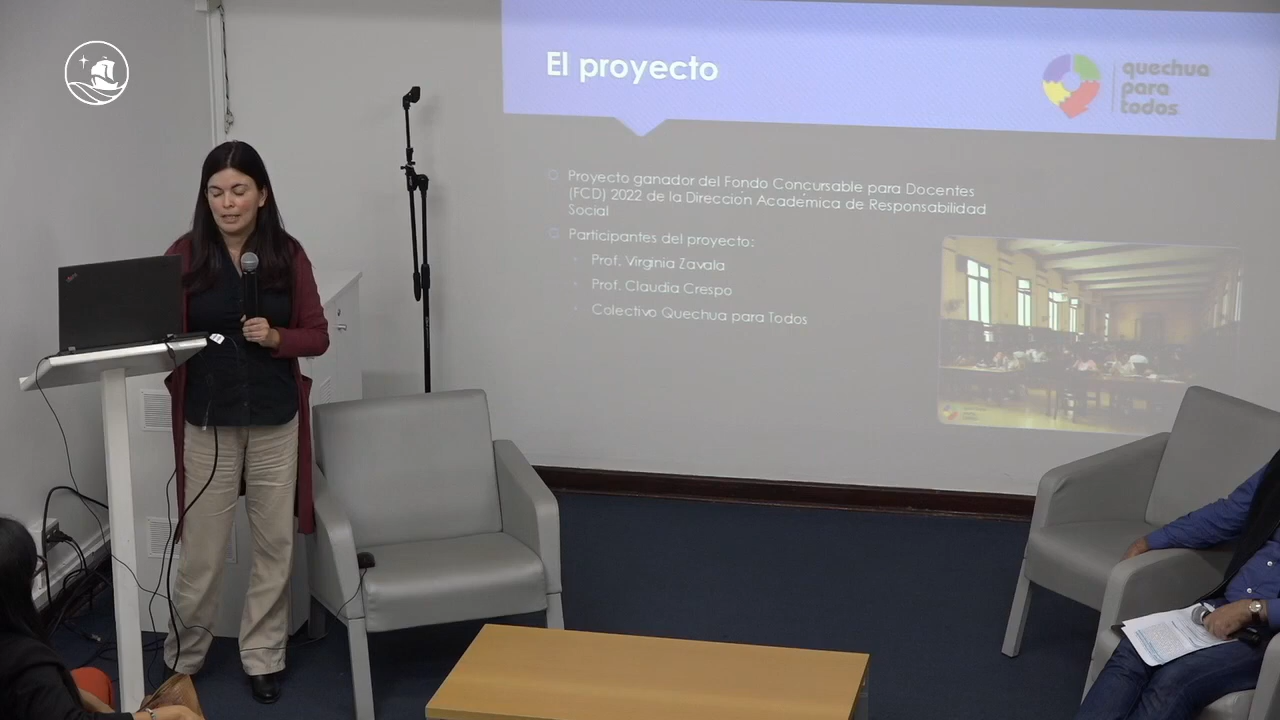 El proyecto
quechua
para
todos
Proyecto ganador del Fondo Concursable para Docentes
(FCD) 2022 de la Dirección Académica de Responsabilidad
Social
Participantes del proyecto:
Prof. Virginia Zavala
Prof. Claudia Crespo
Colectivo Quechua para Todos